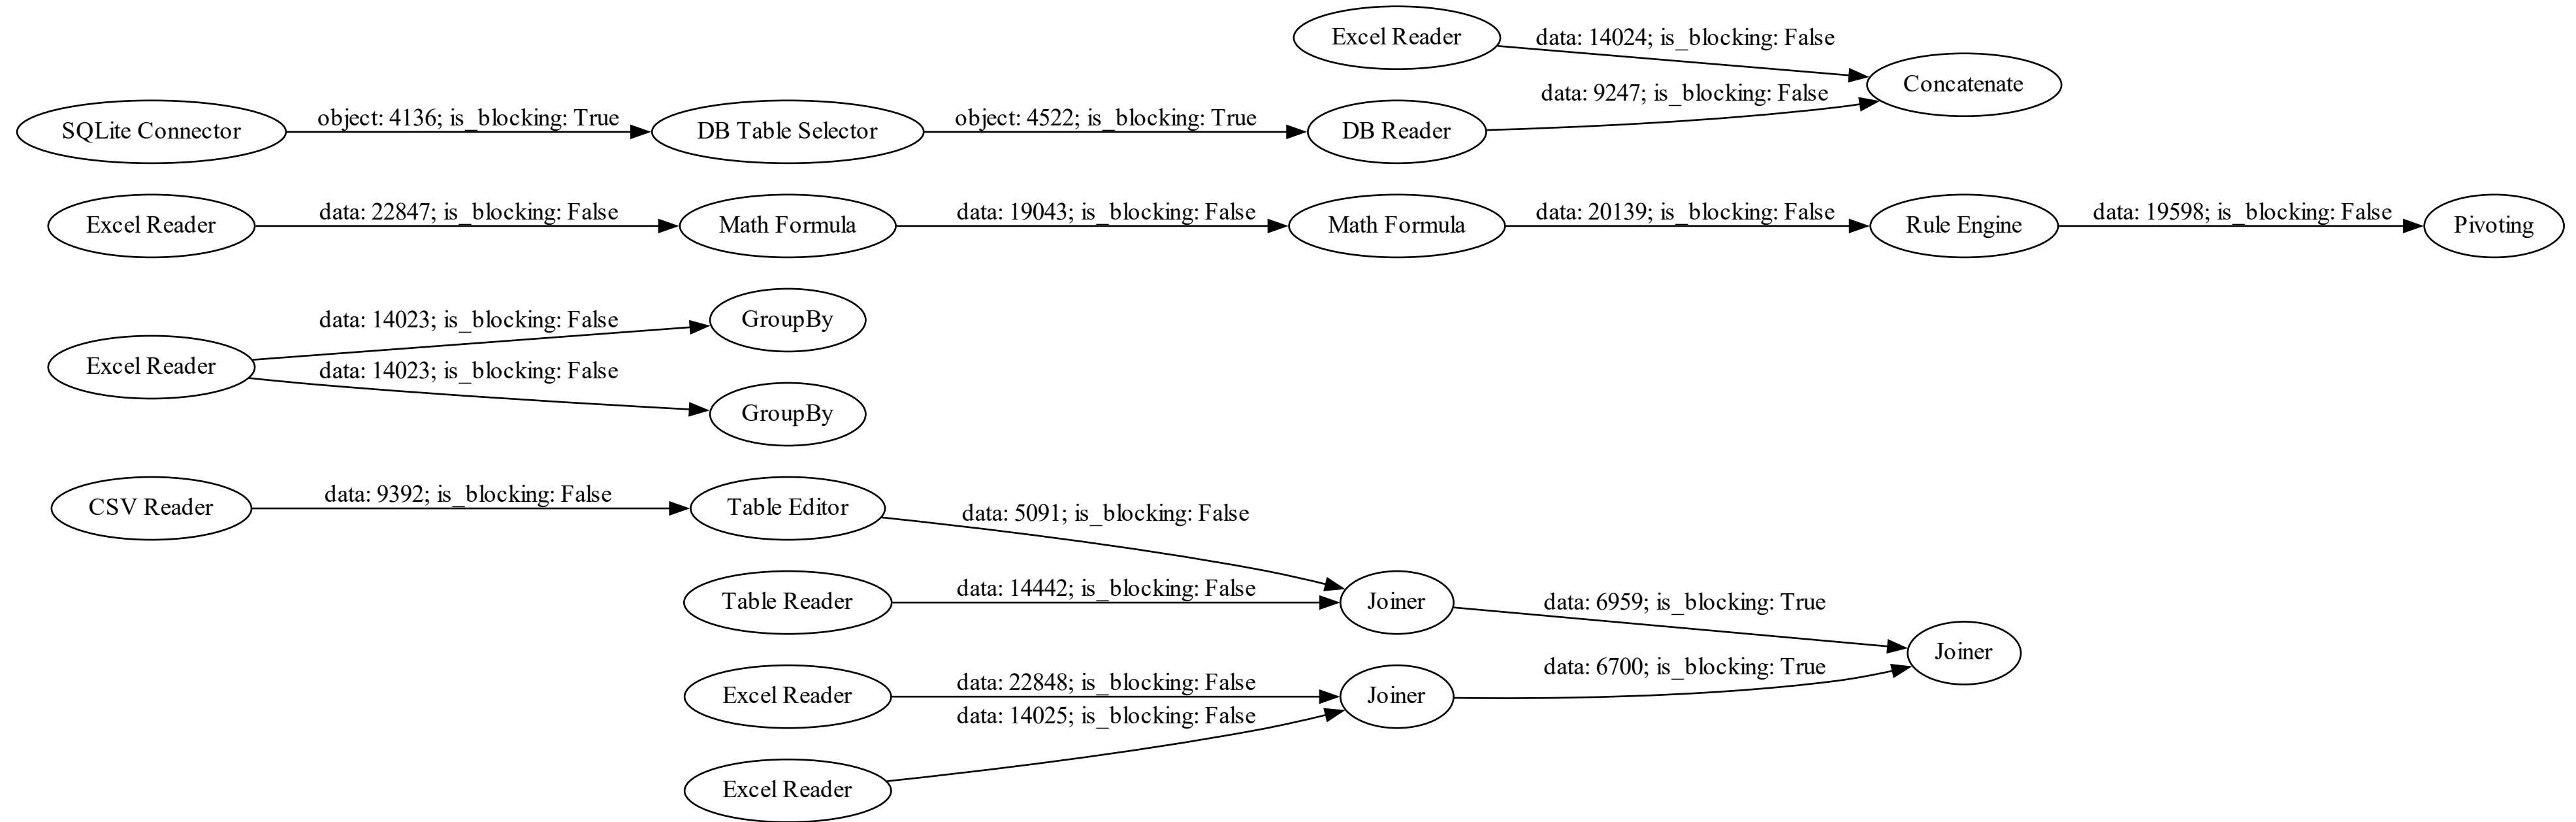 Excel Reader
data: 14024; is_blocking: False
Concatenate
SQLite Connector
object: 4136; is_blocking: True
DB Table Selector
object: 4522; is_blocking: True
DB Reader
data: 9247; is_blocking: False
Excel Reader
data: 22847; is_blocking: False
Math Formula
data: 19043; is_blocking: False
Math Formula
data: 20139; is_blocking: False
Rule Engine
data: 19598; is_blocking: False
Pivoting
Excel Reader
data: 14023; is_blocking: False
GroupBy
data: 14023; is_blocking: False
GroupBy
CSV Reader
data: 9392; is_blocking: False
Table Editor
data: 5091; is_blocking: False
Table Reader
data: 14442; is_blocking: False
Joiner
data: 6959; is_blocking: True
Joiner
Excel Reader
data: 22848; is_blocking: False
Joiner
data: 6700; is_blocking: True
data: 14025; is_blocking: False
Excel Reader